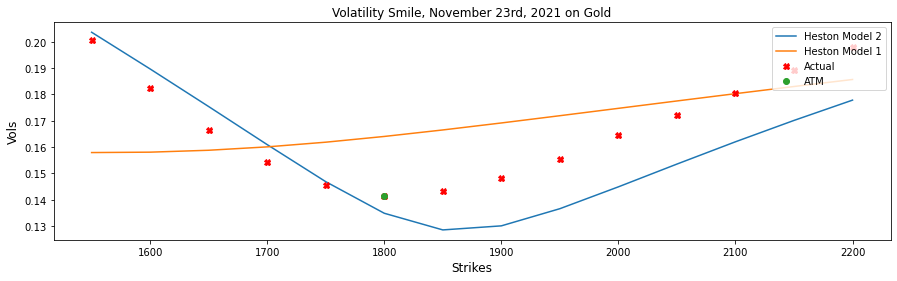 Volatility Smile, November 23rd, 2021 on Gold
Heston Model 2
Heston Model 1
Actual
ATM
0.20
0.19
0.18
0.17
0.16
0.15
0.14
0.13
Vols
1600
1700
1800
1900
2000
2100
2200
Strikes